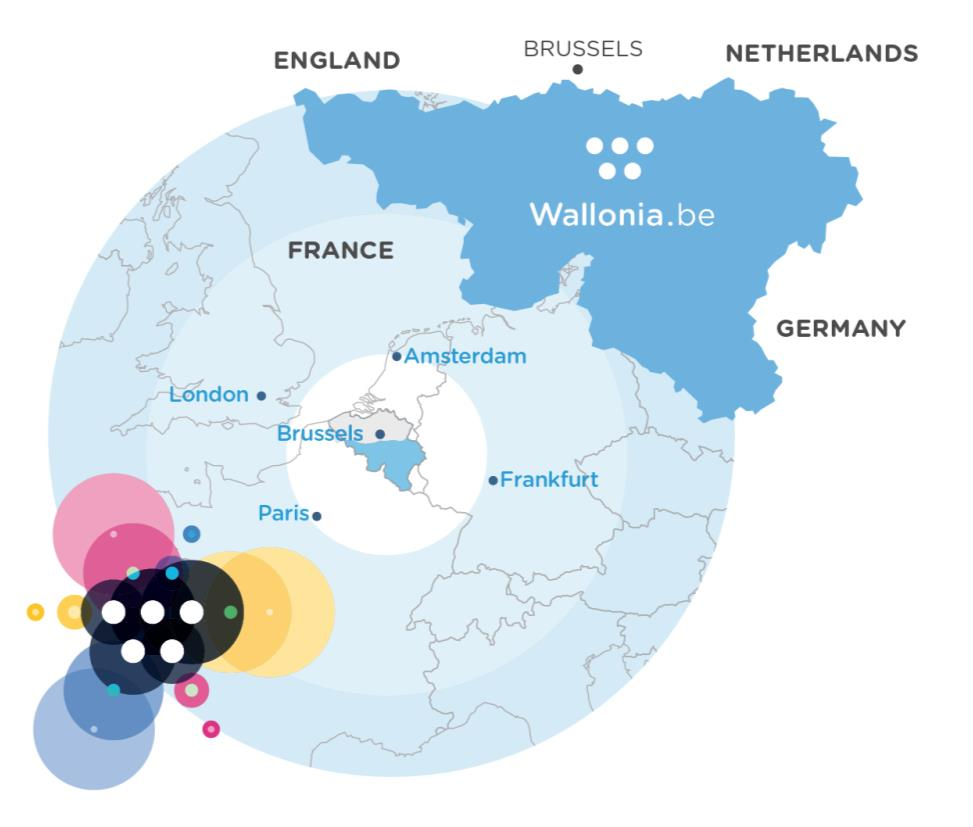 ENGLAND
BRUSSELS
NETHERLANDS
Wallonia.be
FRANCE
GERMANY
Amsterdam
London
Brussels
Frankfurt
Paris